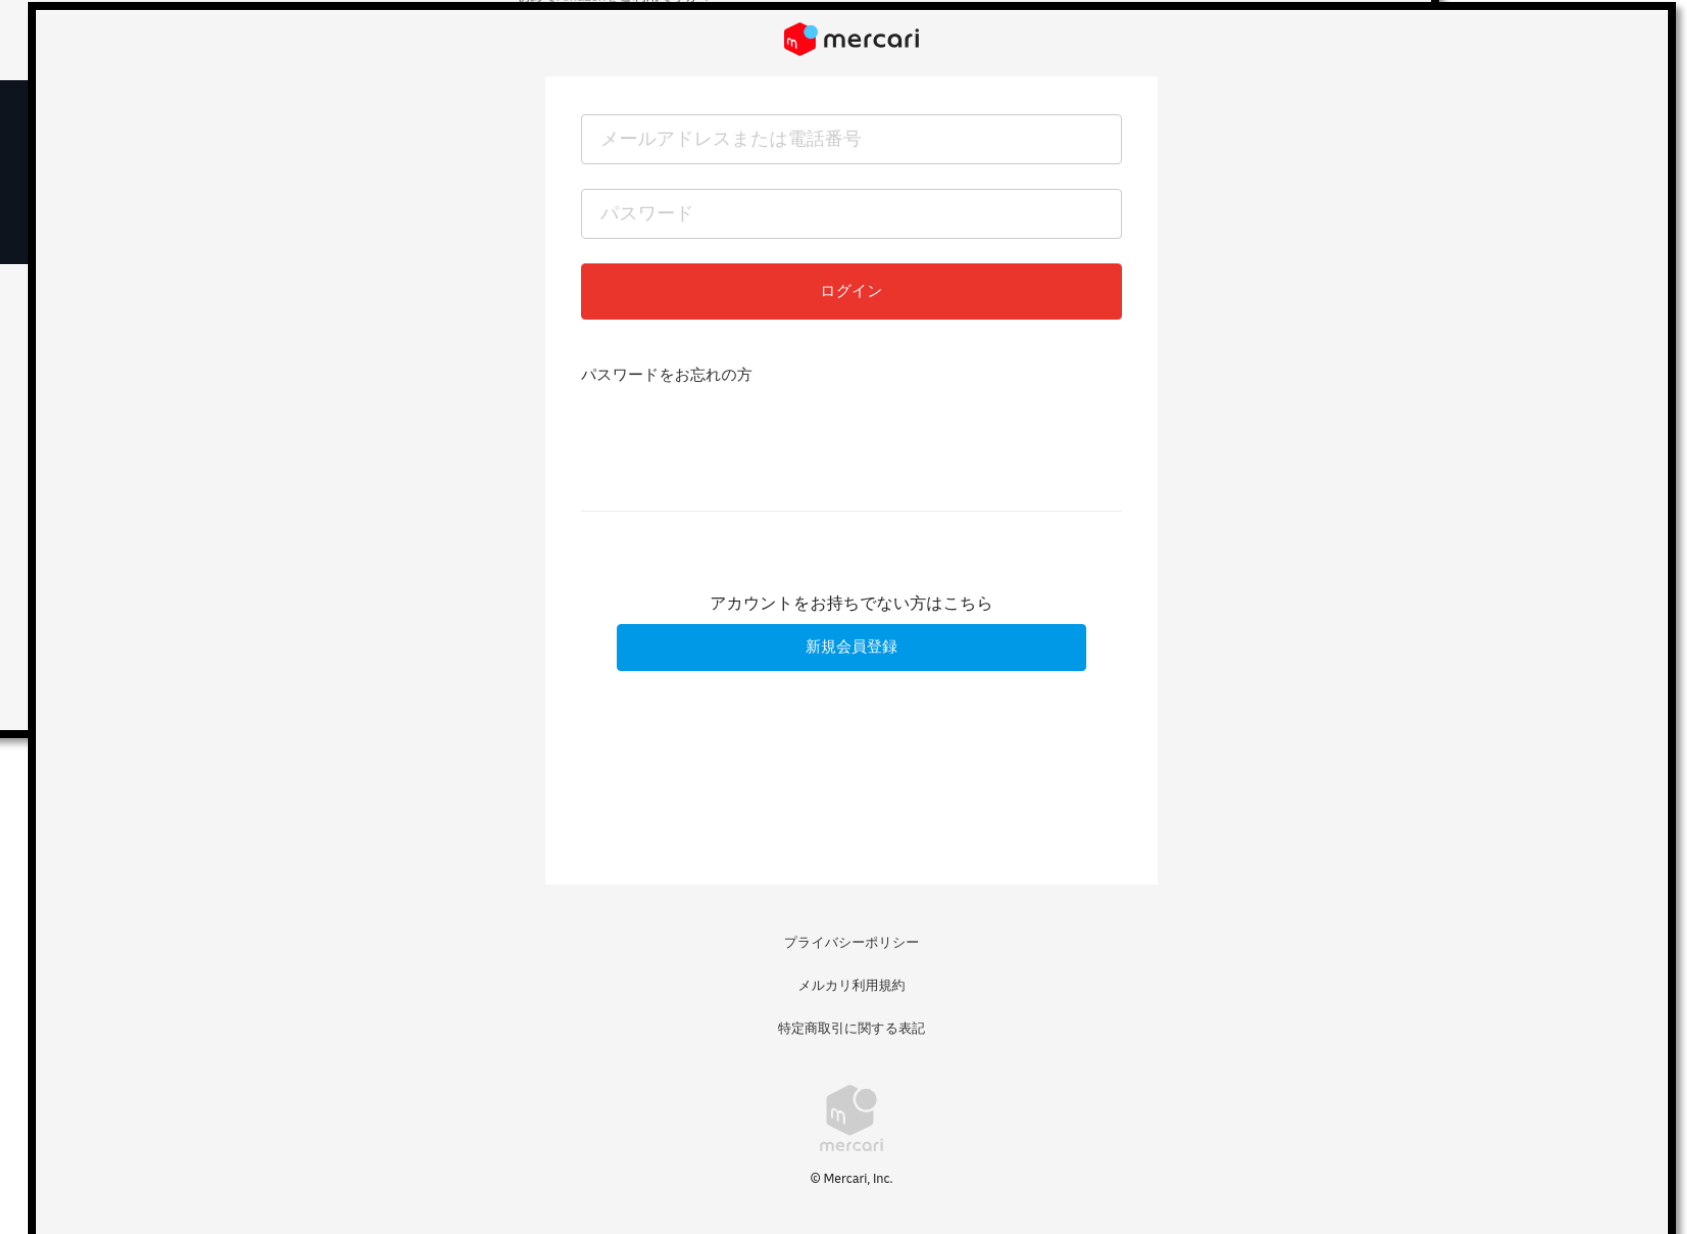 mercari
メールアドレスまたは電話番号
パスワード
ログイン
パスワードをお忘れの方
アカウントをお持ちでない方はこちら
新規会員登録
プライバシーポリシー
メルカリ利用規約
特定商取引に関する表記
mercari
© Mercari, Inc.